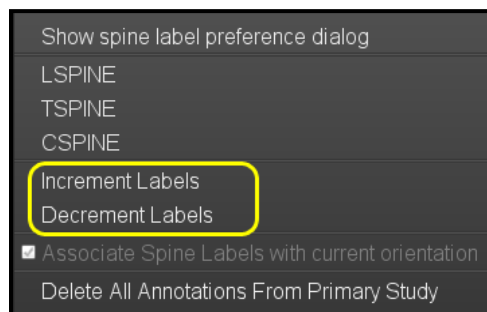 Show spine label preference dialog
LSPINE
TSPINE
CSPINE
Increment Labels
Decrement Labels
Associate Spine Labels with current orientation
Delete All Annotations From Primary Study